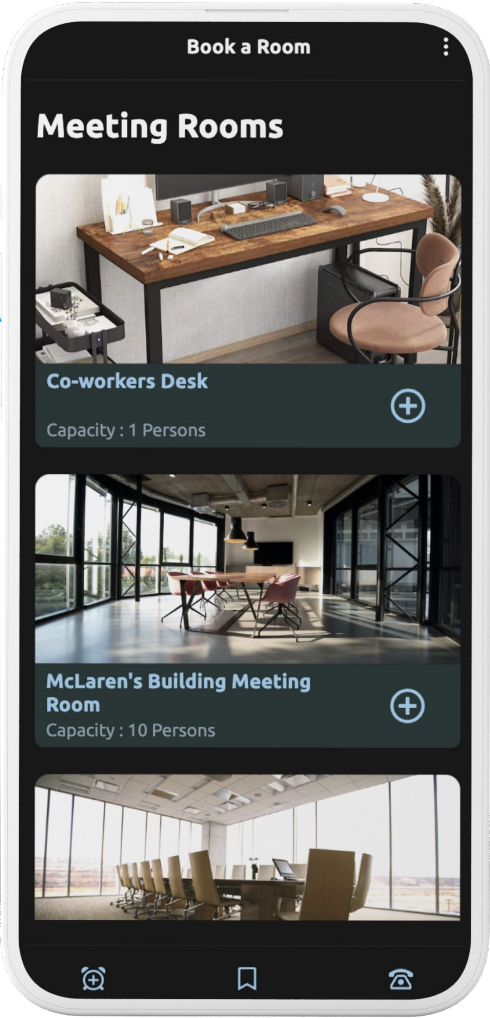 Book a Room
Meeting Rooms
Co-workers Desk
Capacity : 1 Persons
McLaren's Building Meeting
Room
Capacity : 10 Persons